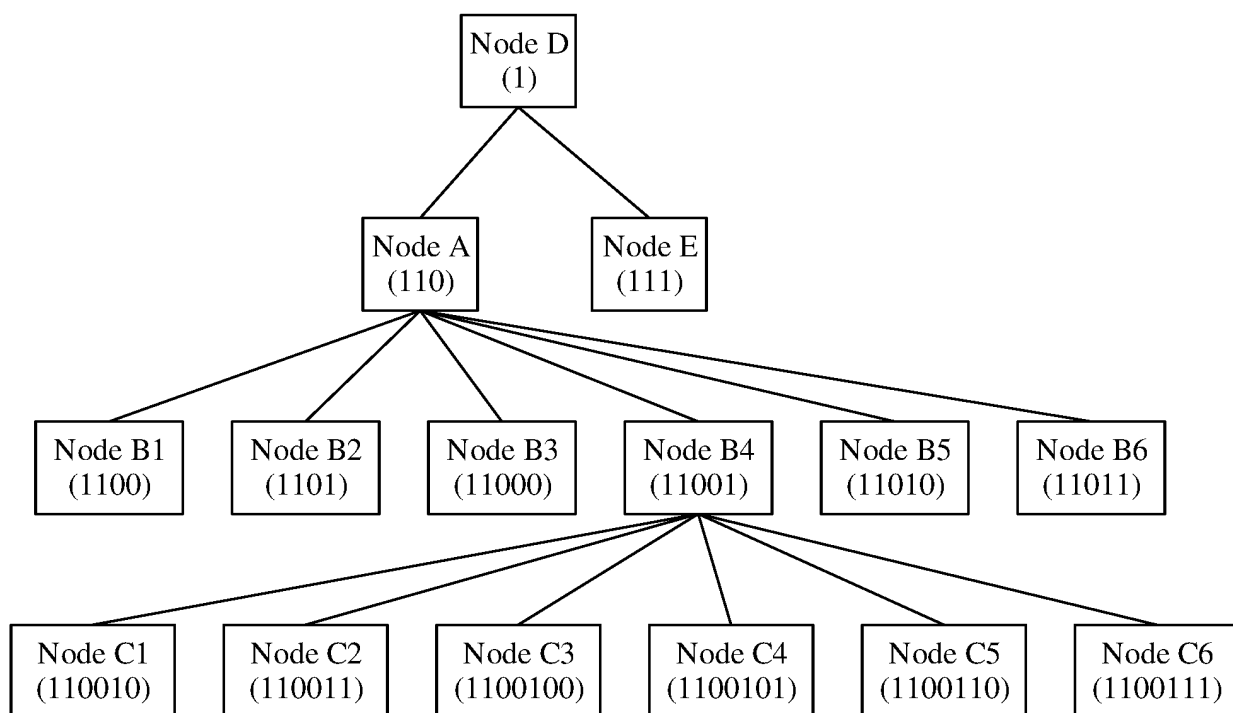 Node D
(1)
Node A
(110)
Node E
(111)
Node B1
(1100)
Node B2
(1101)
Node B3
(11000)
Node B4
(11001)
Node B5
(11010)
Node B6
(11011)
Node C1
(110010)
Node C2
(110011)
Node C3
(1100100)
Node C4
(1100101)
Node C5
(1100110)
Node C6
(1100111)